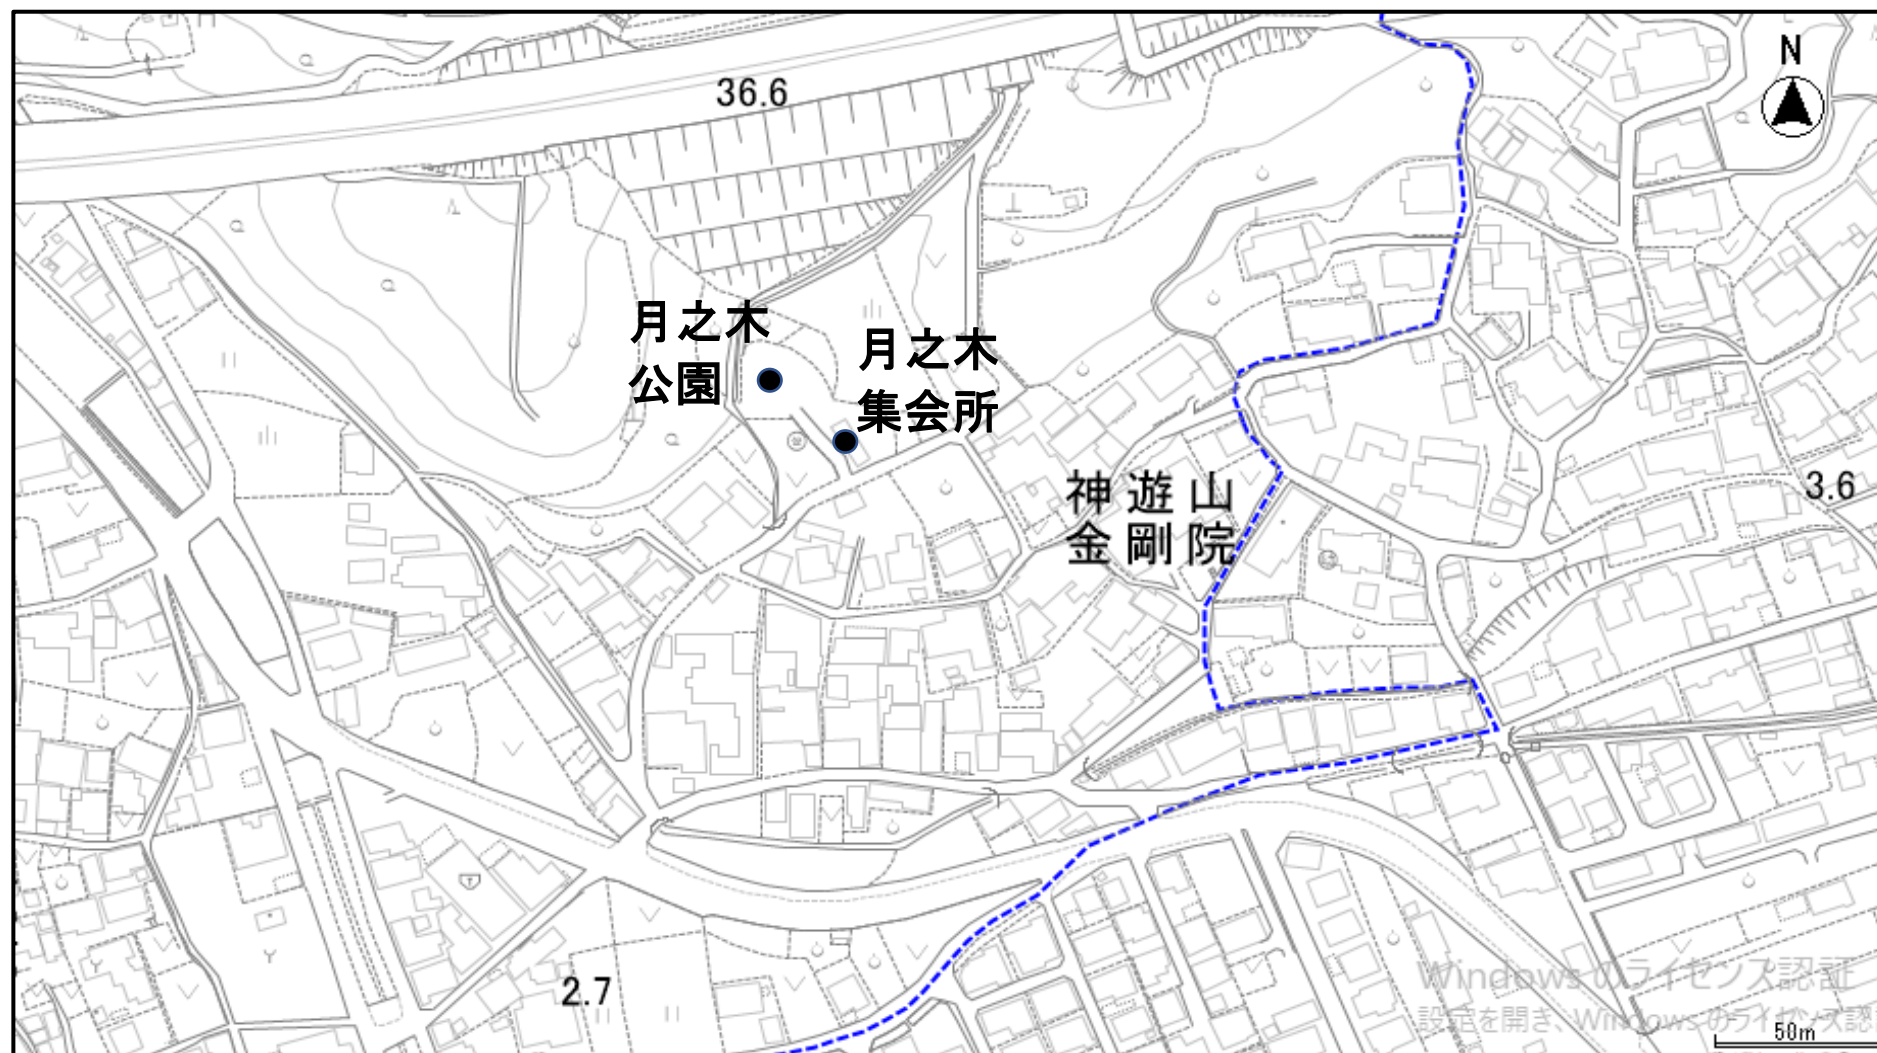 N
36.6
月之木
公園
月之木
集会所
神遊山
金剛院
3.6
2.7
Windows のライセンス認証
設定を開き、Windows のライセンス認
50m